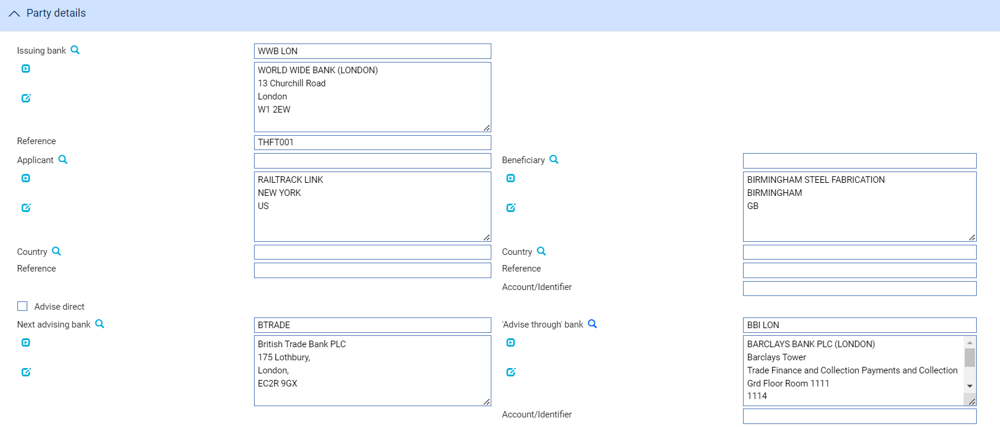 Party details
Issuing bank
WWB LON
WORLD WIDE BANK (LONDON)
13 Churchill Road
London
W1 2EW
Reference
THFT001
Applicant
RAILTRACK LINK
NEW YORK
US
Beneficiary
BIRMINGHAM STEEL FABRICATION
BIRMINGHAM
GB
Country
Country
Reference
Reference
Account/Identifier
Advise direct
Next advising bank
BTRADE
British Trade Bank PLC
175 Lothbury,
London,
EC2R 9GX
'Advise through' bank
BBI LON
BARCLAYS BANK PLC (LONDON)
Barclays Tower
Trade Finance and Collection Payments and Collection
Grd Floor Room 1111
1114
Account/Identifier